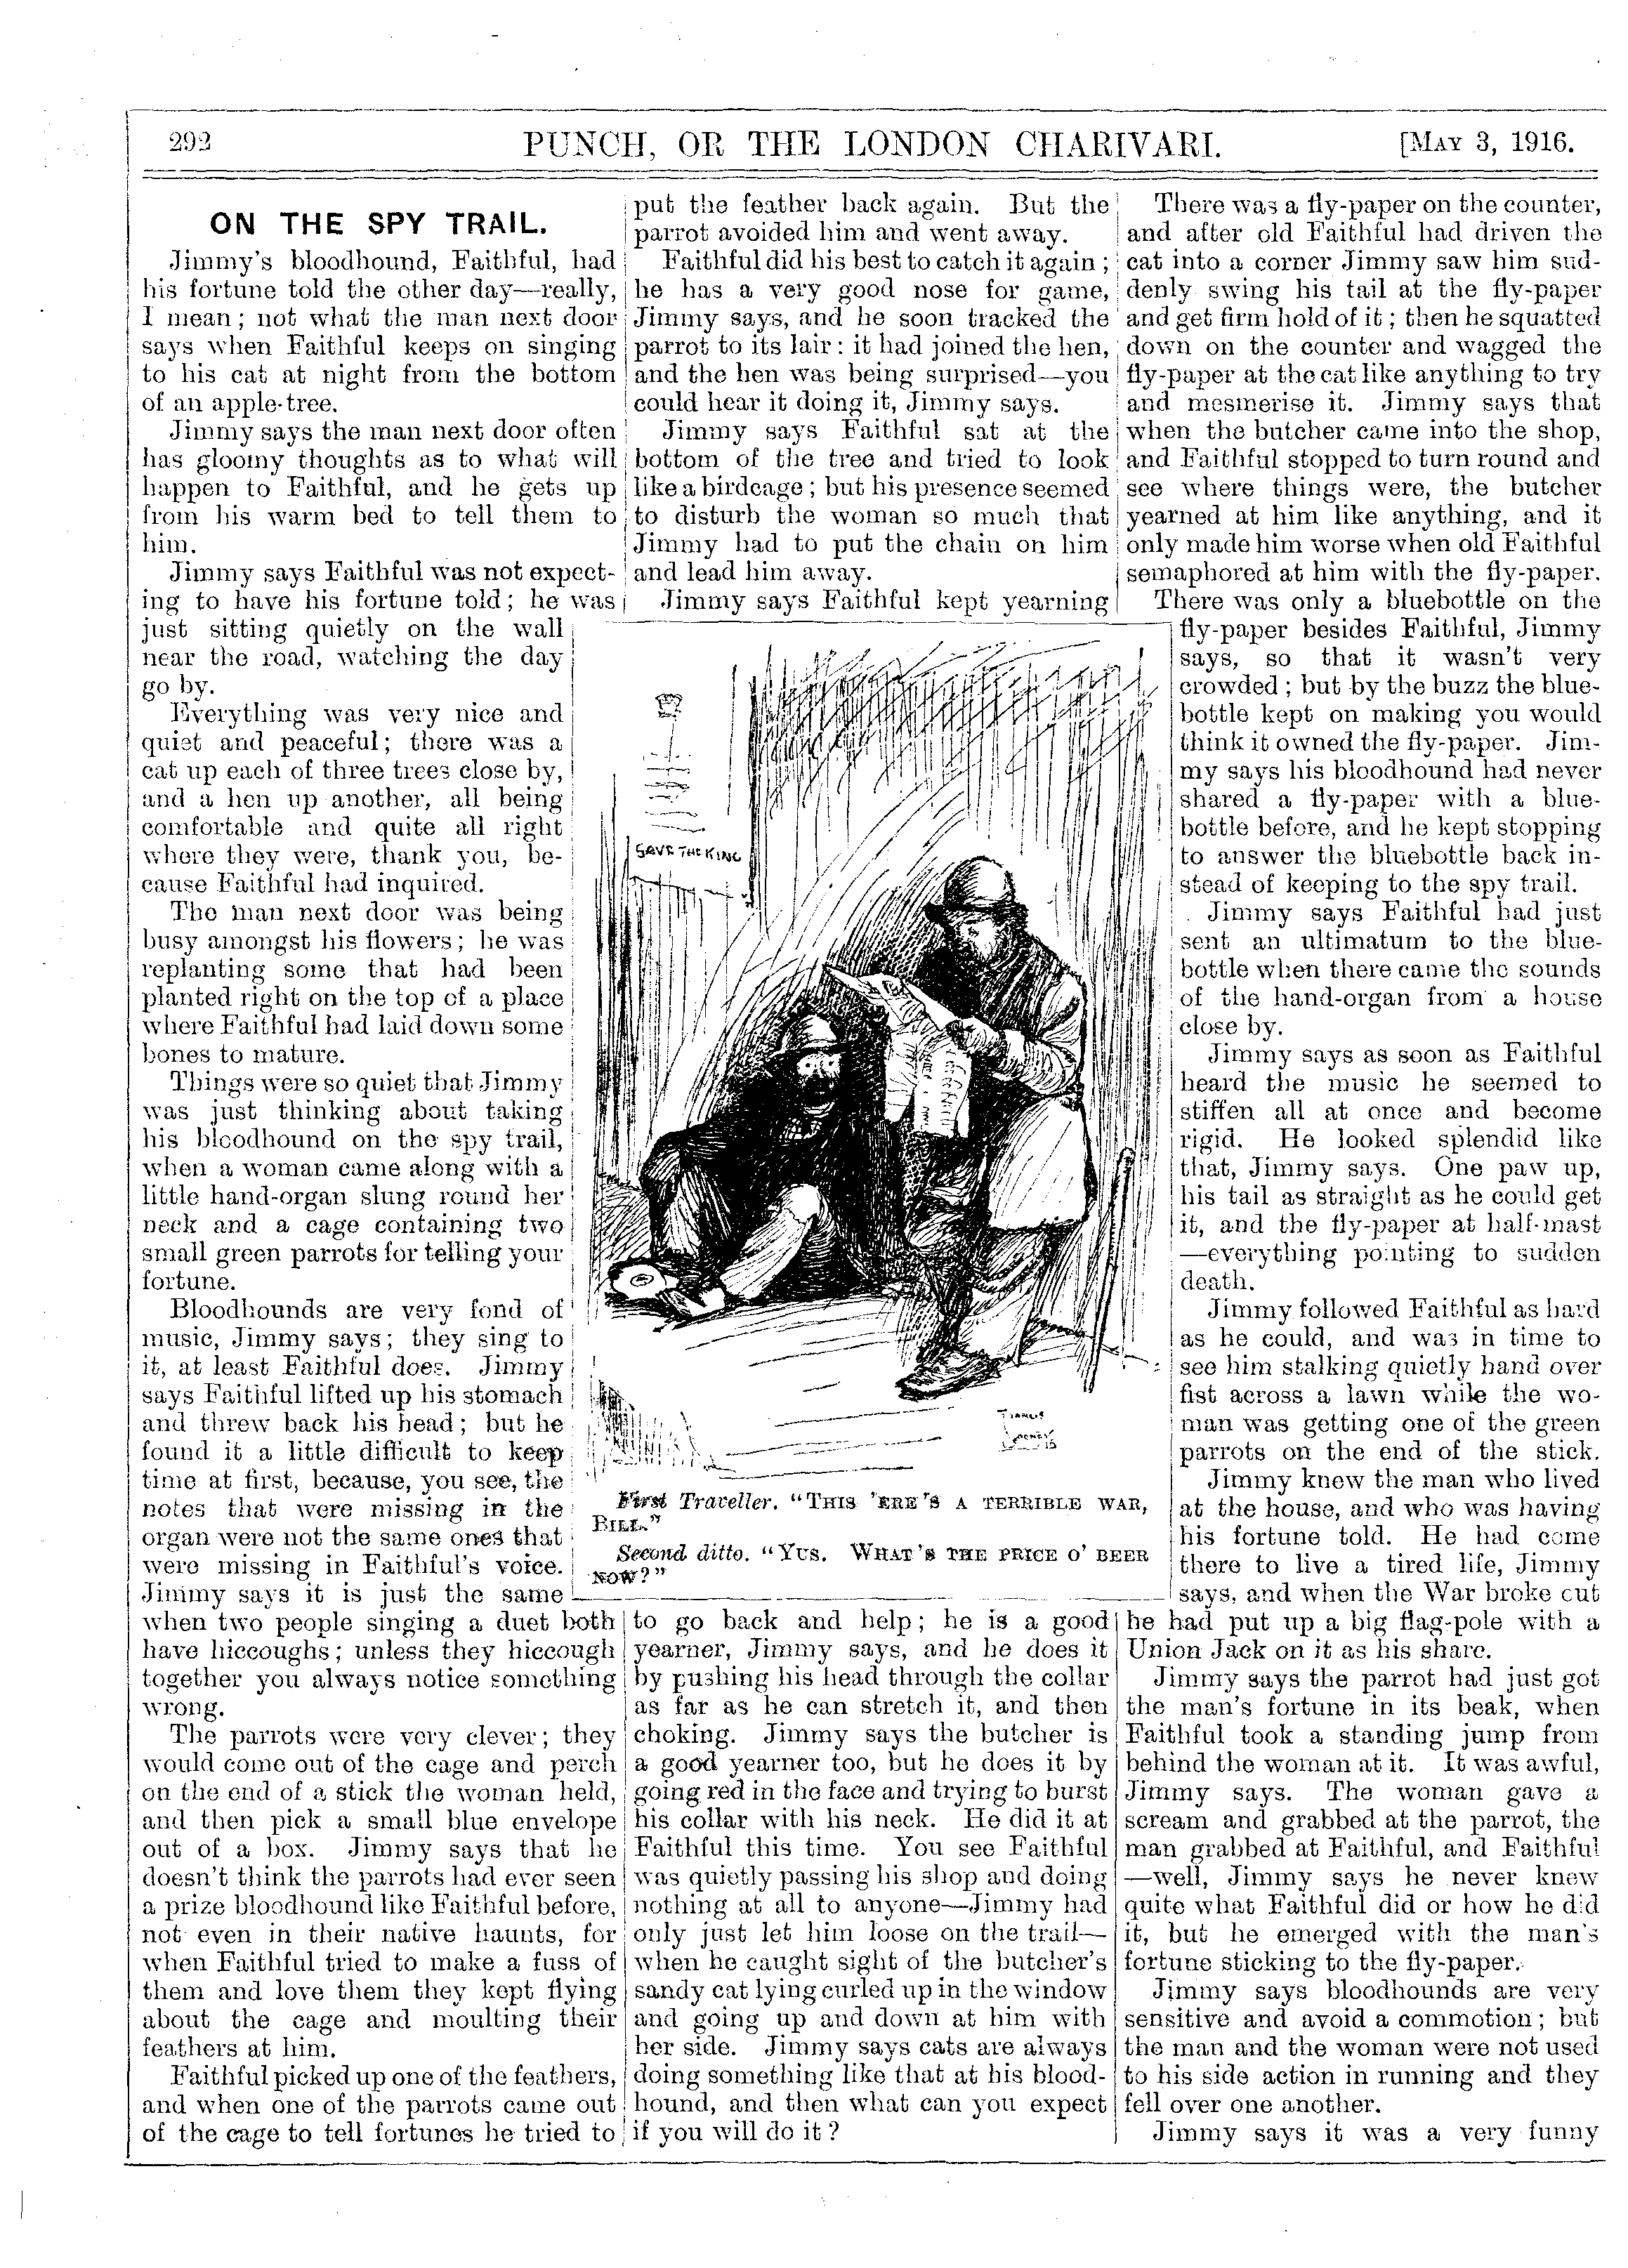 292
PUNCH, OR THE LONDON CHARIVARI.
[MAY 3, 1916.
ON THE SPY TRAIL.
Jimmy's bloodhound, Faithful, had
his fortune told the other day—really,
I mean; not what the man next door
says when Faithful keeps on singing
to his cat at night from the bottom
of an apple-tree.
Jimmy says the man next door often
has gloomy thoughts as to what will
happen to Faithful, and he gets up
from his warm bed to tell them to
him.
Jimmy says Faithful was not expect-
ing to have his fortune told; he was
just sitting quietly on the wall
near the road, watching the day
go by.
Everything was very nice and
quiet and peaceful; there was a
cat up each of three trees close by,
and a hen up another, all being
comfortable and quite all right
where they were, thank you, be-
cause Faithful had inquired.
The man next door was being
busy amongst his flowers; he was
replanting some that had been
planted right on the top of a place
where Faithful had laid down some
bones to mature.
Things were so quiet that Jimmy
was just thinking about taking
his bloodhound on the spy trail,
when a woman came along with a
little hand-organ slung round her
neck and a cage containing two
small green parrots for telling your
fortune.
Bloodhounds are very fond of
music, Jimmy says; they sing to
it, at least Faithful does. Jimmy
says Faithful lifted up his stomach
and threw back his head; but he
found it a little difficult to keep
time at first, because, you see, the
notes that were missing in the
organ were not the same ones that
were missing in Faithful's voice.
Jimmy says it is just the same
when two people singing a duet both
have hiccoughs; unless they hiccough
together you always notice something
wrong.
The parrots were very clever; they
would come out of the cage and perch
on the end of a stick the woman held,
and then pick a small blue envelope
out of a box. Jimmy says that he
doesn't think the parrots had ever seen
a prize bloodhound like Faithful before,
not even in their native haunts, for
when Faithful tried to make a fuss of
them and love them they kept flying
about the cage and moulting their
feathers at him.
Faithful picked up one of the feathers,
and when one of the parrots came out
of the cage to tell fortunes he tried to
put the feather back again. But the
parrot avoided him and went away.
Faithful did his best to catch it again;
he has a very good nose for game,
Jimmy says, and he soon tracked the
parrot to its lair: it had joined the hen,
and the hen was being surprised—you
could hear it doing it, Jimmy says.
Jimmy says Faithful sat at the
bottom of the tree and tried to look
like a birdcage; but his presence seemed
to disturb the woman so much that
Jimmy had to put the chain on him
and lead him away.
Jimmy says Faithful kept yearning
SAVE THE KING
First Traveller. "THIS 'ERE'S A TERRIBLE WAR,
BILL."
Second ditto. "YUS. WHAT'S THE PRICE O' BEER
NOW?"
to go back and help; he is a good
yearner, Jimmy says, and he does it
by pushing his head through the collar
as far as he can stretch it, and then
choking. Jimmy says the butcher is
a good yearner too, but he does it by
going red in the face and trying to burst
his collar with his neck. He did it at
Faithful this time. You see Faithful
was quietly passing his shop and doing
nothing at all to anyone—Jimmy had
only just let him loose on the trail—
when he caught sight of the butcher's
sandy cat lying curled up in the window
and going up and down at him with
her side. Jimmy says cats are always
doing something like that at his blood-
hound, and then what can you expect
if you will do it?
There was a fly-paper on the counter,
and after old Faithful had driven the
cat into a corner Jimmy saw him sud-
denly swing his tail at the fly-paper
and get firm hold of it; then he squatted
down on the counter and wagged the
fly-paper at the cat like anything to try
and mesmerise it. Jimmy says that
when the butcher came into the shop,
and Faithful stopped to turn round and
see where things were, the butcher
yearned at him like anything, and it
only made him worse when old Faithful
semaphored at him with the fly-paper.
There was only a bluebottle on the
fly-paper besides Faithful, Jimmy
says, so that it wasn't very
crowded; but by the buzz the blue-
bottle kept on making you would
think it owned the fly-paper. Jim-
my says his bloodhound had never
shared a fly-paper with a blue-
bottle before, and he kept stopping
to answer the bluebottle back in-
stead of keeping to the spy trail.
Jimmy says Faithful had just
sent an ultimatum to the blue-
bottle when there came the sounds
of the hand-organ from a house
close by.
Jimmy says as soon as Faithful
heard the music he seemed to
stiffen all at once and become
rigid. He looked splendid like
that, Jimmy says. One paw up,
his tail as straight as he could get
it, and the fly-paper at half-mast
—everything pointing to sudden
death.
Jimmy followed Faithful as hard
as he could, and was in time to
see him stalking quietly hand over
fist across a lawn while the wo-
man was getting one of the green
parrots on the end of the stick.
Jimmy knew the man who lived
at the house, and who was having
his fortune told. He had come
there to live a tired life, Jimmy
says, and when the War broke out
he had put up a big flag-pole with a
Union Jack on it as his share.
Jimmy says the parrot had just got
the man's fortune in its beak, when
Faithful took a standing jump from
behind the woman at it. It was awful,
Jimmy says. The woman gave a
scream and grabbed at the parrot, the
man grabbed at Faithful, and Faithful
—well, Jimmy says he never knew
quite what Faithful did or how he did
it, but he emerged with the man's
fortune sticking to the fly-paper.
Jimmy says bloodhounds are very
sensitive and avoid a commotion; but
the man and the woman were not used
to his side action in running and they
fell over one another.
Jimmy says it was a very funny